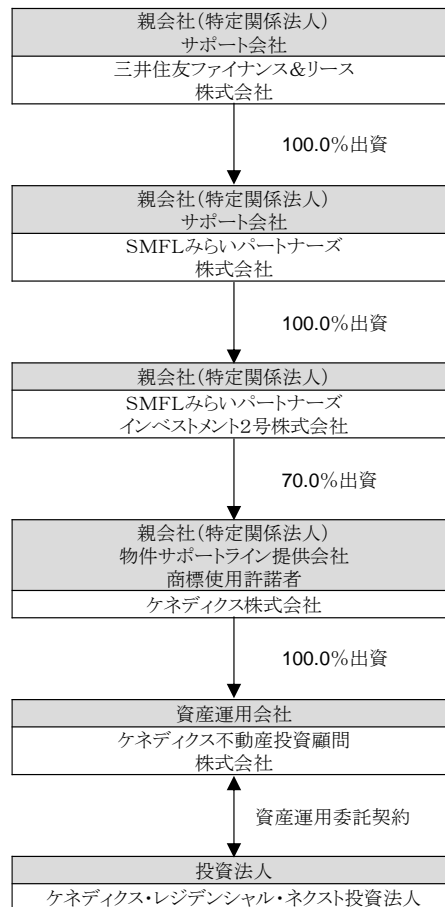 親会社(特定関係法人)
サポート会社
三井住友ファイナンス&リース
株式会社
100.0%出資
親会社(特定関係法人)
サポート会社
SMFLみらいパートナーズ
株式会社
100.0%出資
親会社(特定関係法人)
SMFLみらいパートナーズ
インベストメント2号株式会社
70.0%出資
親会社(特定関係法人)
物件サポートライン提供会社
商標使用許諾者
ケネディクス株式会社
100.0%出資
資産運用会社
ケネディクス不動産投資顧問
株式会社
資産運用委託契約
投資法人
ケネディクス・レジデンシャル・ネクスト投資法人